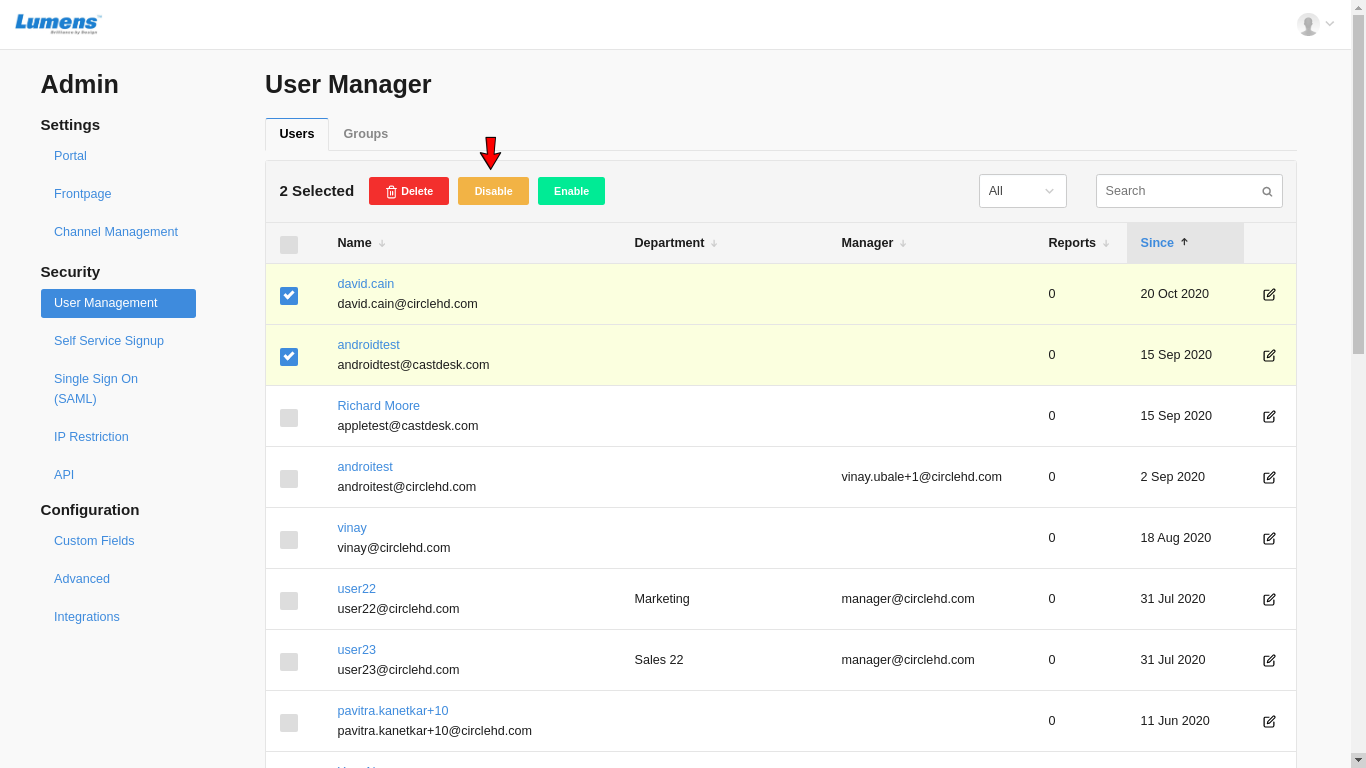 Lumens
Brilliance by Design
Admin
Settings
Portal
Frontpage
Channel Management
Security
User Management
Self Service Signup
Single Sign On
(SAML)
IP Restriction
API
Configuration
Custom Fields
Advanced
Integrations
User Manager
Users Groups
2 Selected Delete Disable Enable All Search
Name Department Manager Reports Since
david.cain
david.cain@circlehd.com 0 20 Oct 2020
androidtest
androidtest@castdesk.com 0 15 Sep 2020
Richard Moore
appletest@castdesk.com 0 15 Sep 2020
androitest
androitest@circlehd.com vinay.ubale+1@circlehd.com 0 2 Sep 2020
vinay
vinay@circlehd.com 0 18 Aug 2020
user22
user22@circlehd.com Marketing manager@circlehd.com 0 31 Jul 2020
user23
user23@circlehd.com Sales 22 manager@circlehd.com 0 31 Jul 2020
pavitra.kanetkar+10
pavitra.kanetkar+10@circlehd.com 0 11 Jun 2020